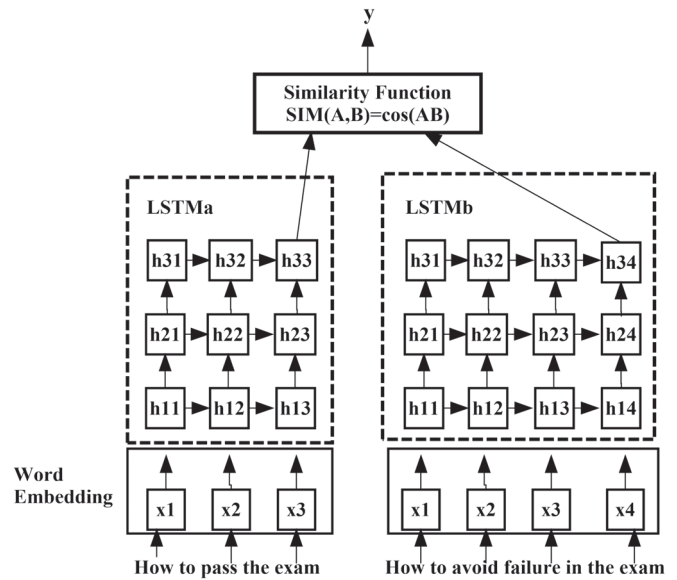 y
Similarity Function
SIM(A,B)=cos(AB)
LSTMa
h31 h32 h33
h21 h22 h23
h11 h12 h13
LSTMb
h31 h32 h33 h34
h21 h22 h23 h24
h11 h12 h13 h14
Word
Embedding
x1 x2 x3
x1 x2 x3 x4
How to pass the exam
How to avoid failure in the exam